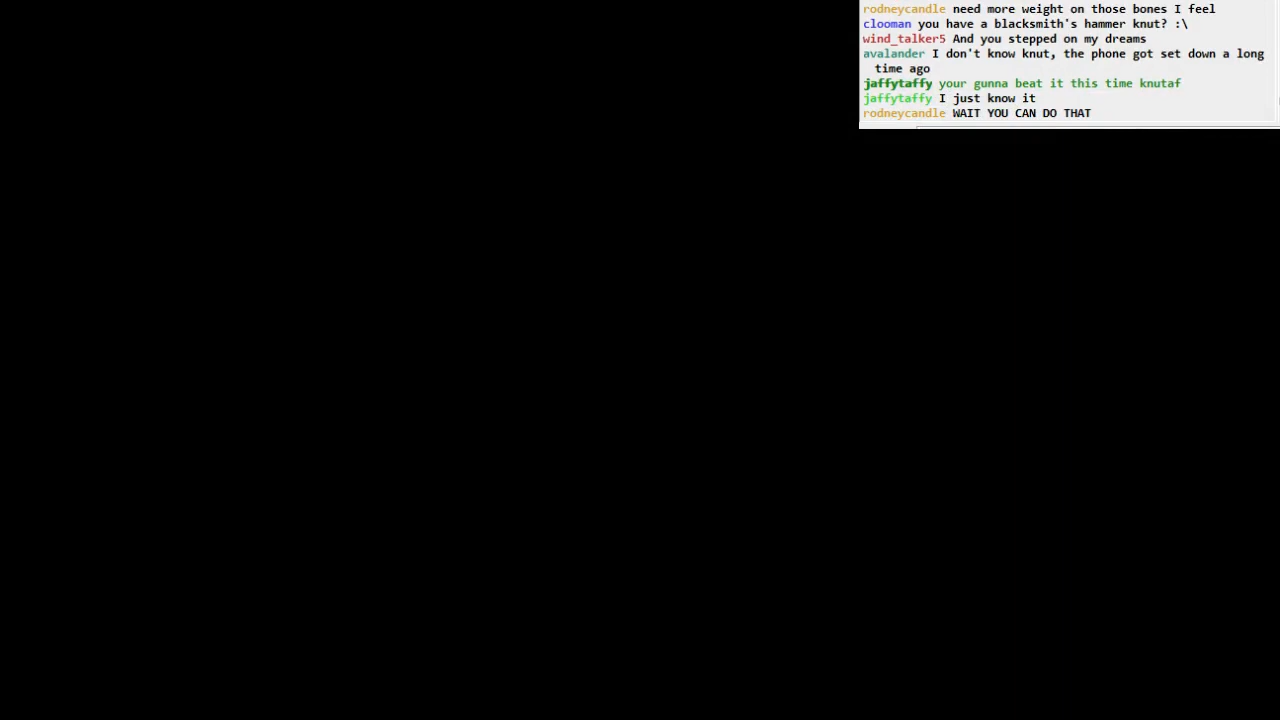 rodneycandle need more weight on those bones I feel
clooman you have a blacksmith's hammer knut? :\
wind_talker5 And you stepped on my dreams
avalander I don't know knut, the phone got set down a long
time ago
jaffytaffy your gunna beat it this time knutaf
jaffytaffy I just know it
rodneycandle WAIT YOU CAN DO THAT